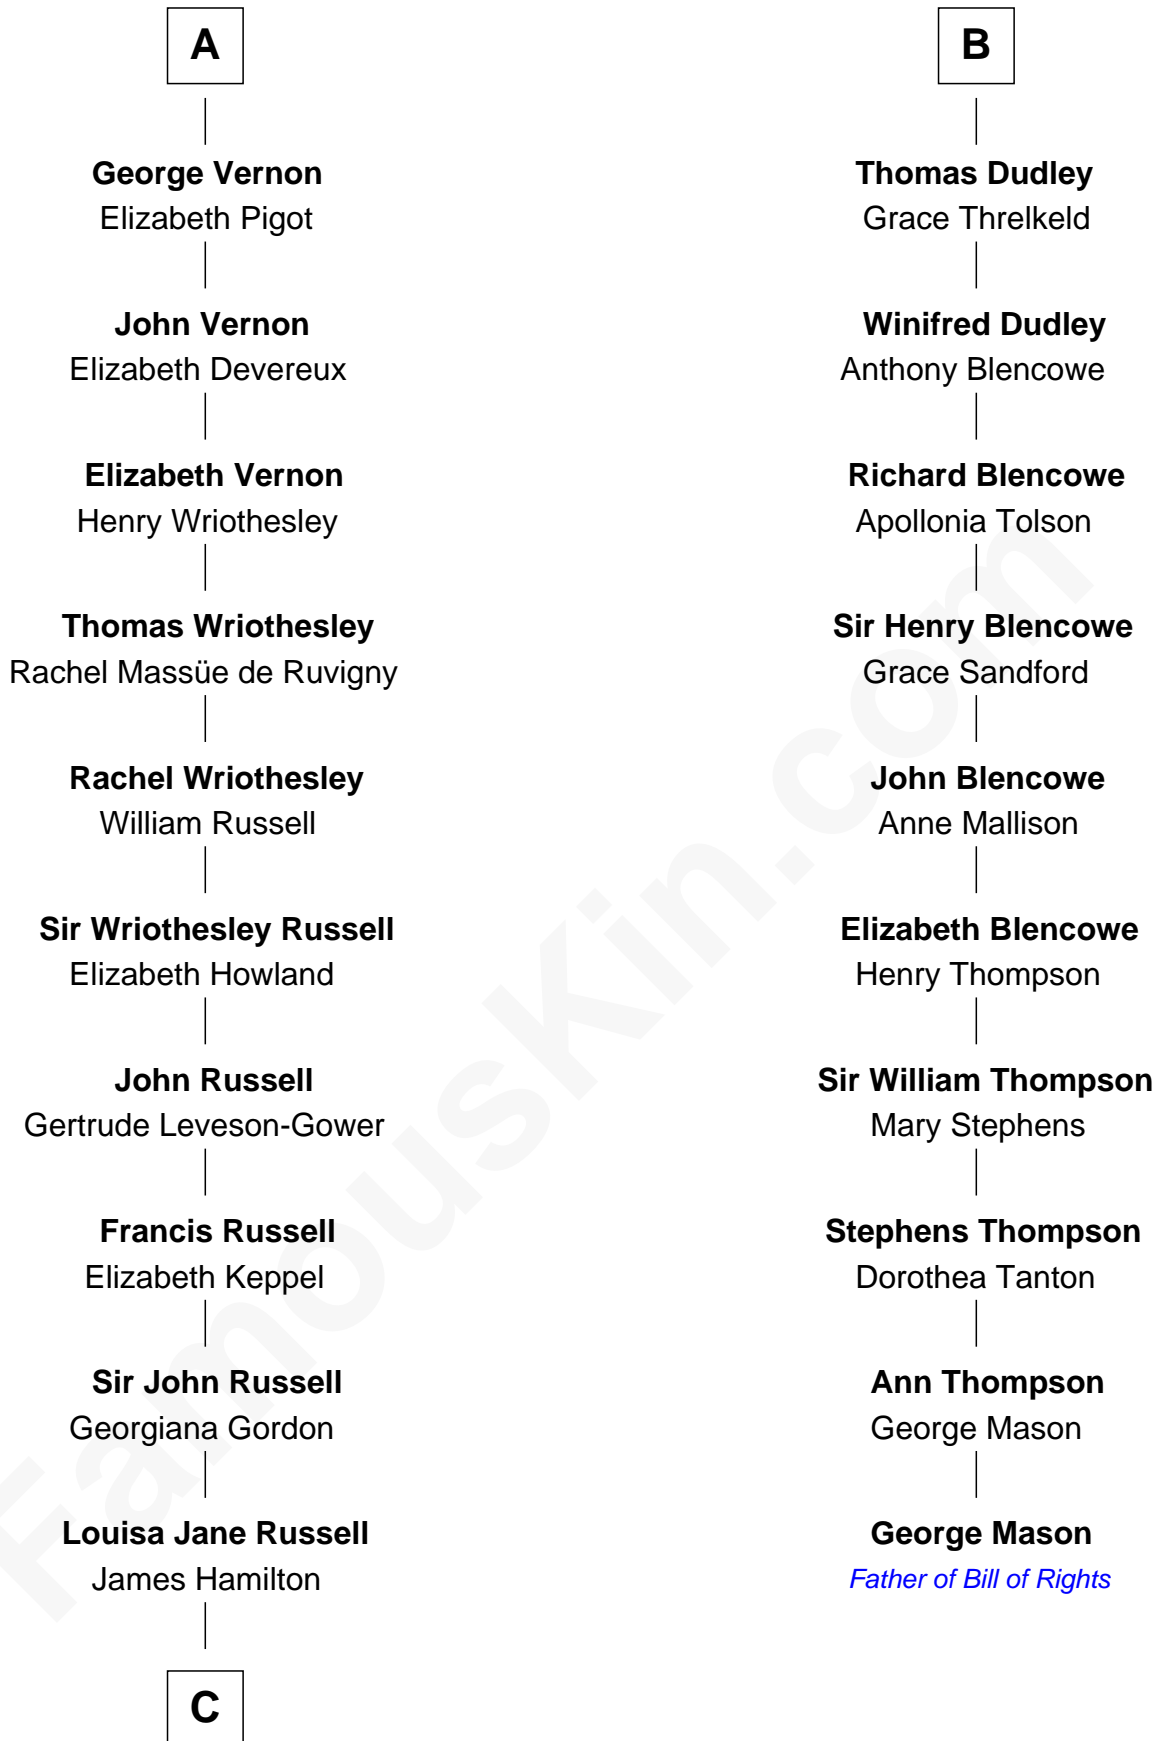 A
George Vernon
Elizabeth Pigot
John Vernon
Elizabeth Devereux
Elizabeth Vernon
Henry Wriothesley
Thomas Wriothesley
Rachel Massüe de Ruvigny
Rachel Wriothesley
William Russell
Sir Wriothesley Russell
Elizabeth Howland
John Russell
Gertrude Leveson-Gower
Francis Russell
Elizabeth Keppel
Sir John Russell
Georgiana Gordon
Louisa Jane Russell
James Hamilton
C
B
Thomas Dudley
Grace Threlkeld
Winifred Dudley
Anthony Blencowe
Richard Blencowe
Apollonia Tolson
Sir Henry Blencowe
Grace Sandford
John Blencowe
Anne Mallison
Elizabeth Blencowe
Henry Thompson
Sir William Thompson
Mary Stephens
Stephens Thompson
Dorothea Tanton
Ann Thompson
George Mason
George Mason
Father of Bill of Rights
FamousKin.com